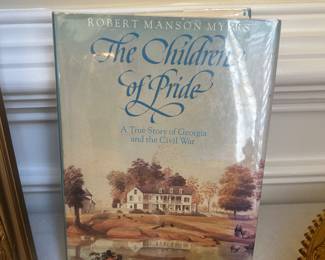 ROBERT MANSON MYERS
The Children
of Pride
A True Story of Georgia
and the Civil War